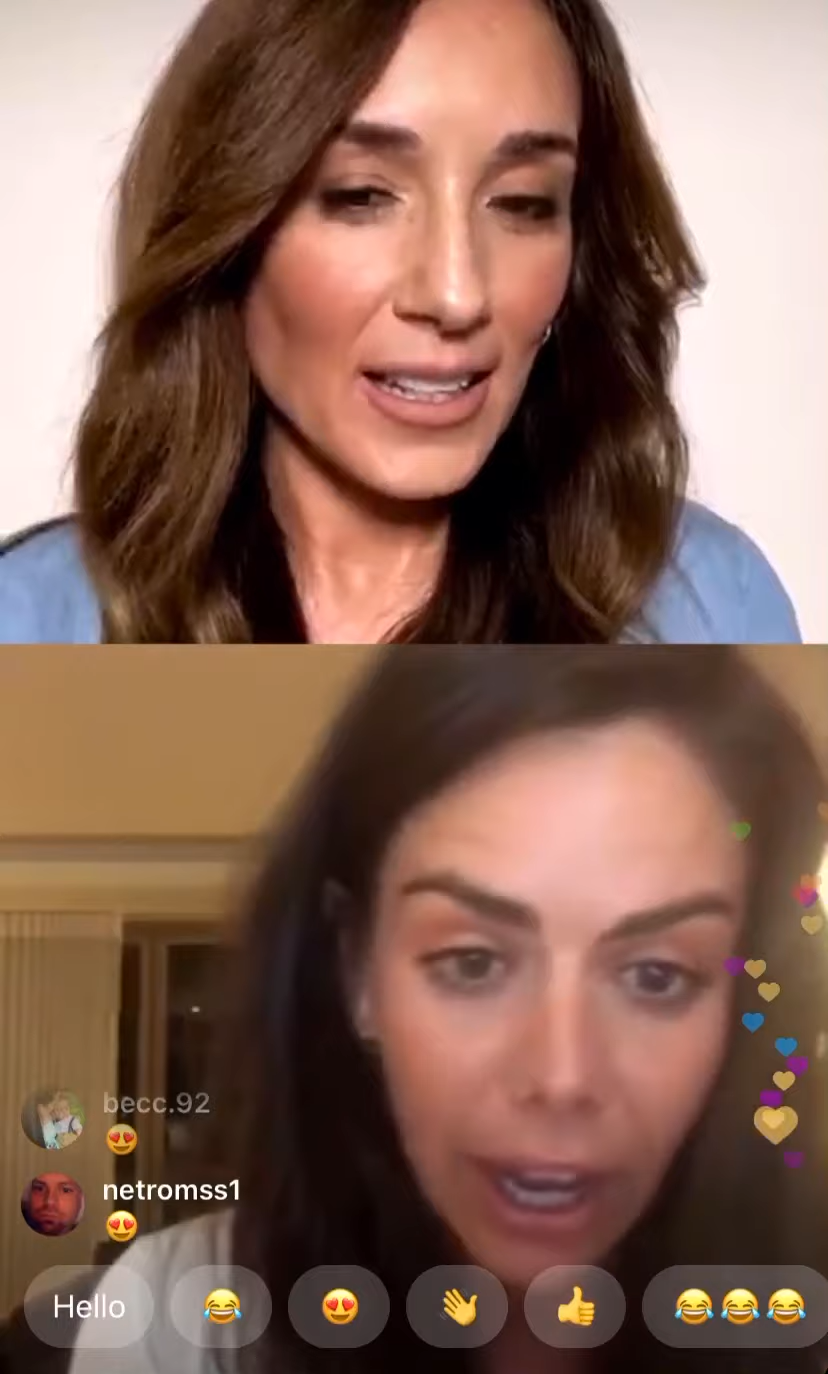 becc.92
😍
netromss1
😍
Hello 😂 😍 👋 👍 😂😂😂